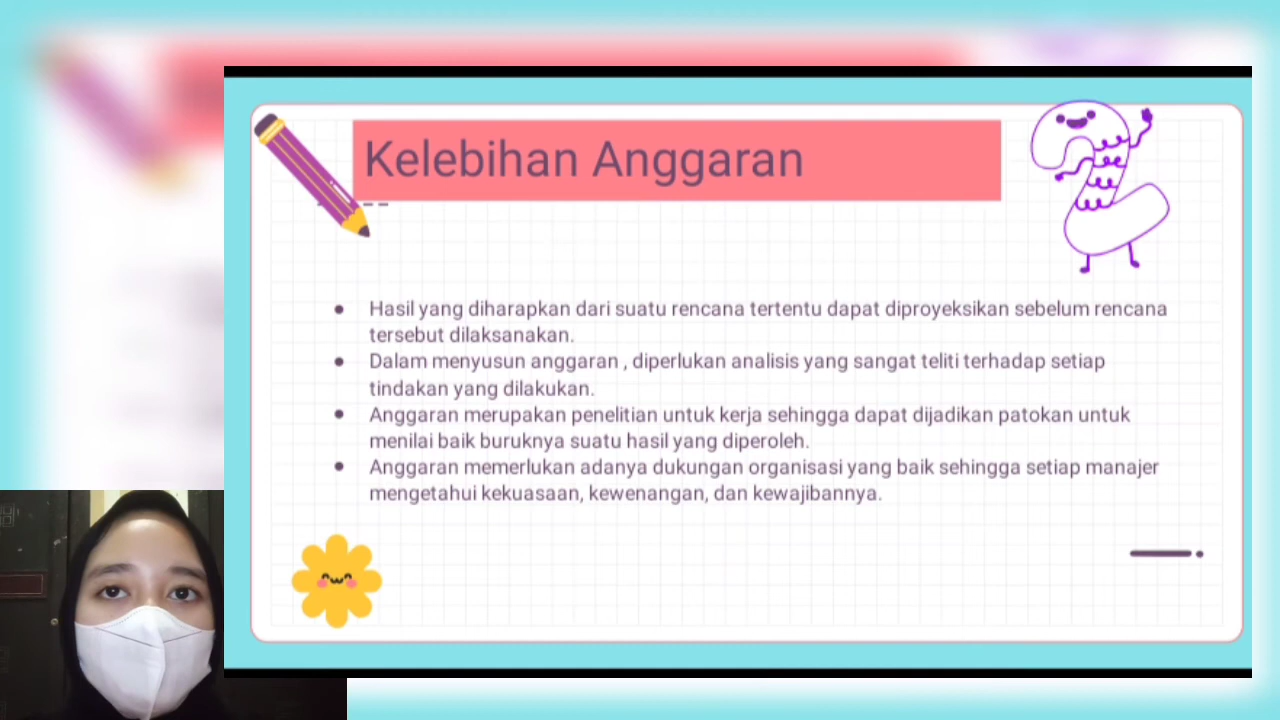 Kelebihan Anggaran
Hasil yang diharapkan dari suatu rencana tertentu dapat diproyeksikan sebelum rencana
tersebut dilaksanakan.
Dalam menyusun anggaran , diperlukan analisis yang sangat teliti terhadap setiap
tindakan yang dilakukan.
Anggaran merupakan penelitian untuk kerja sehingga dapat dijadikan patokan untuk
menilai baik buruknya suatu hasil yang diperoleh.
Anggaran memerlukan adanya dukungan organisasi yang baik sehingga setiap manajer
mengetahui kekuasaan, kewenangan, dan kewajibannya.